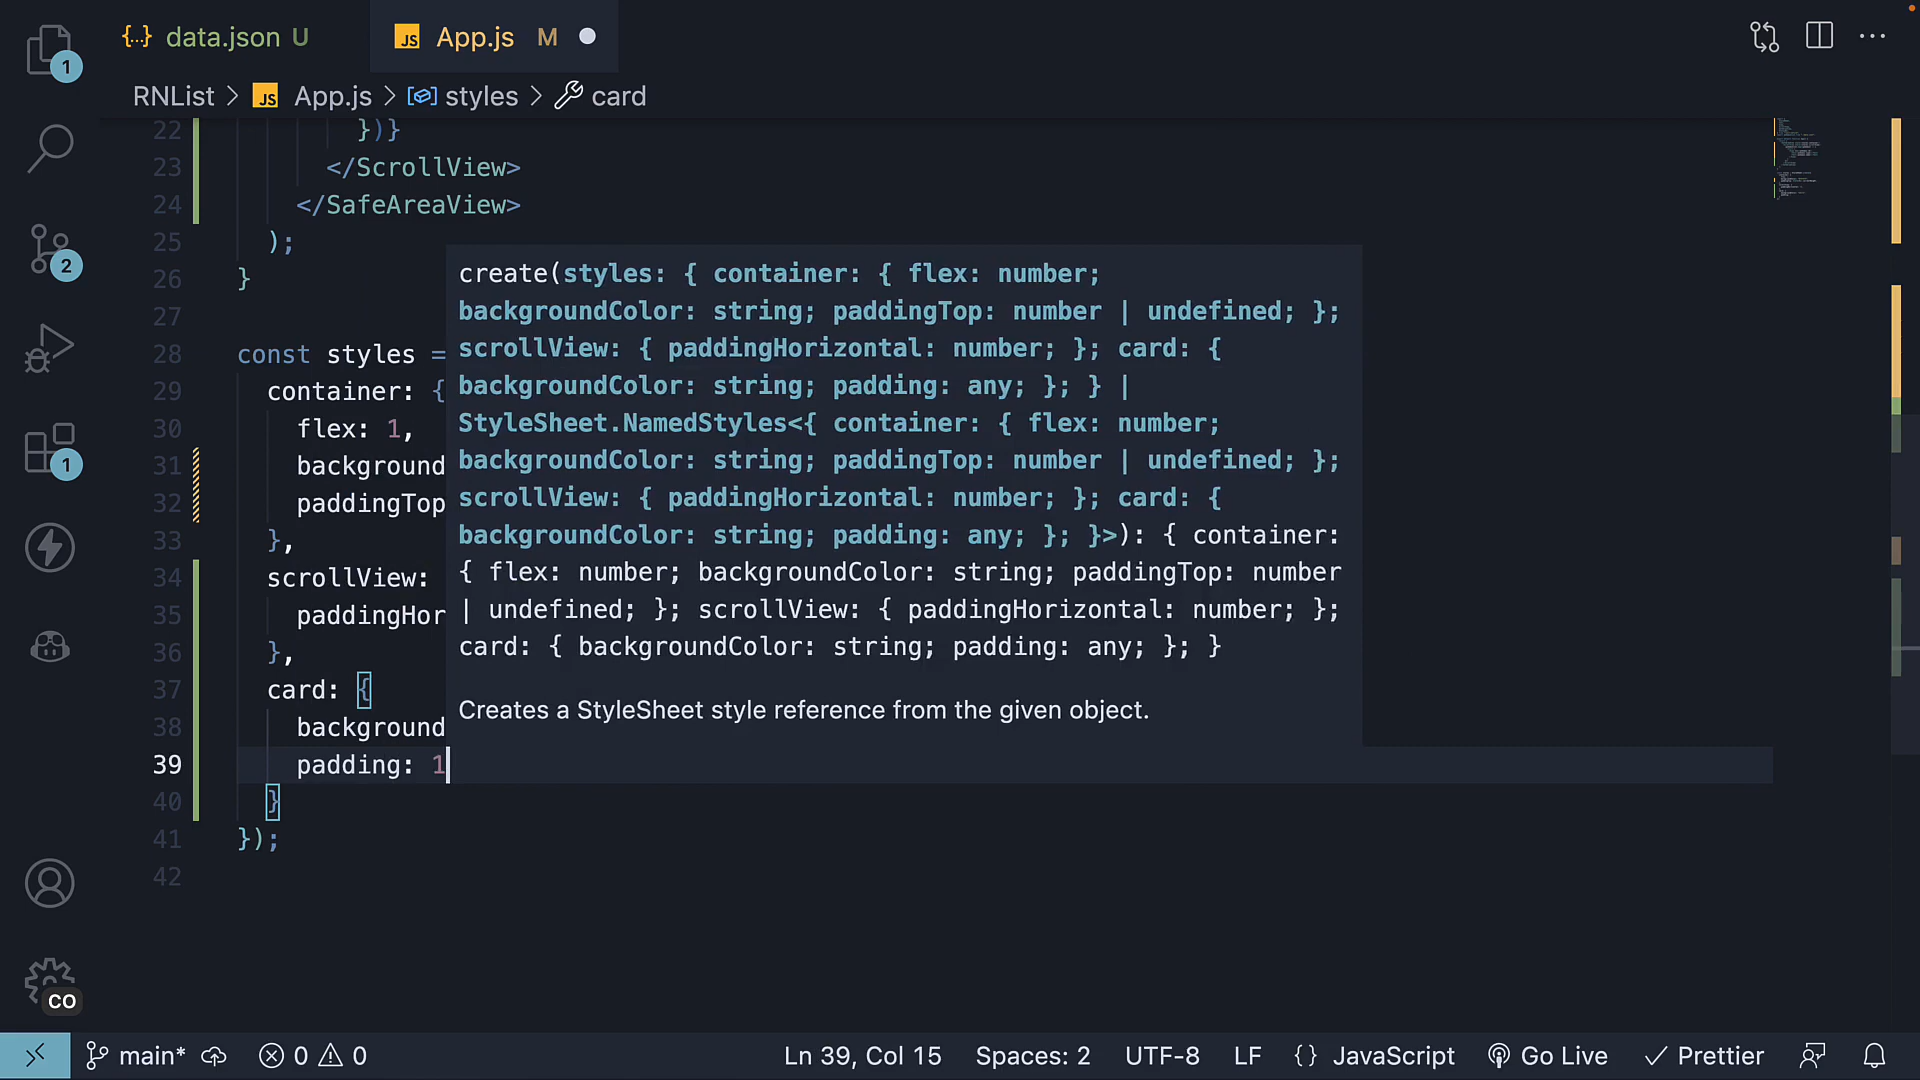 data.json U
JS App.js M
RNList > JS App.js > styles > card
22 })}
23 </ScrollView>
24 </SafeAreaView>
25 );
26 }
27
28 const styles =
29 container: {
30 flex: 1,
31 background
32 paddingTop
33 },
34 scrollView:
35 paddingHor
36 },
37 card: {
38 background
39 padding: 1
40 }
41 });
42
create(styles: { container: { flex: number;
backgroundColor: string; paddingTop: number | undefined; };
scrollView: { paddingHorizontal: number; }; card: {
backgroundColor: string; padding: any; }; } |
StyleSheet.NamedStyles<{ container: { flex: number;
backgroundColor: string; paddingTop: number | undefined; };
scrollView: { paddingHorizontal: number; }; card: {
backgroundColor: string; padding: any; }; }>): { container:
{ flex: number; backgroundColor: string; paddingTop: number
| undefined; }; scrollView: { paddingHorizontal: number; };
card: { backgroundColor: string; padding: any; }; }
Creates a StyleSheet style reference from the given object.
1
2
1
CO
main* 0 0 Ln 39, Col 15 Spaces: 2 UTF-8 LF {} JavaScript Go Live Prettier